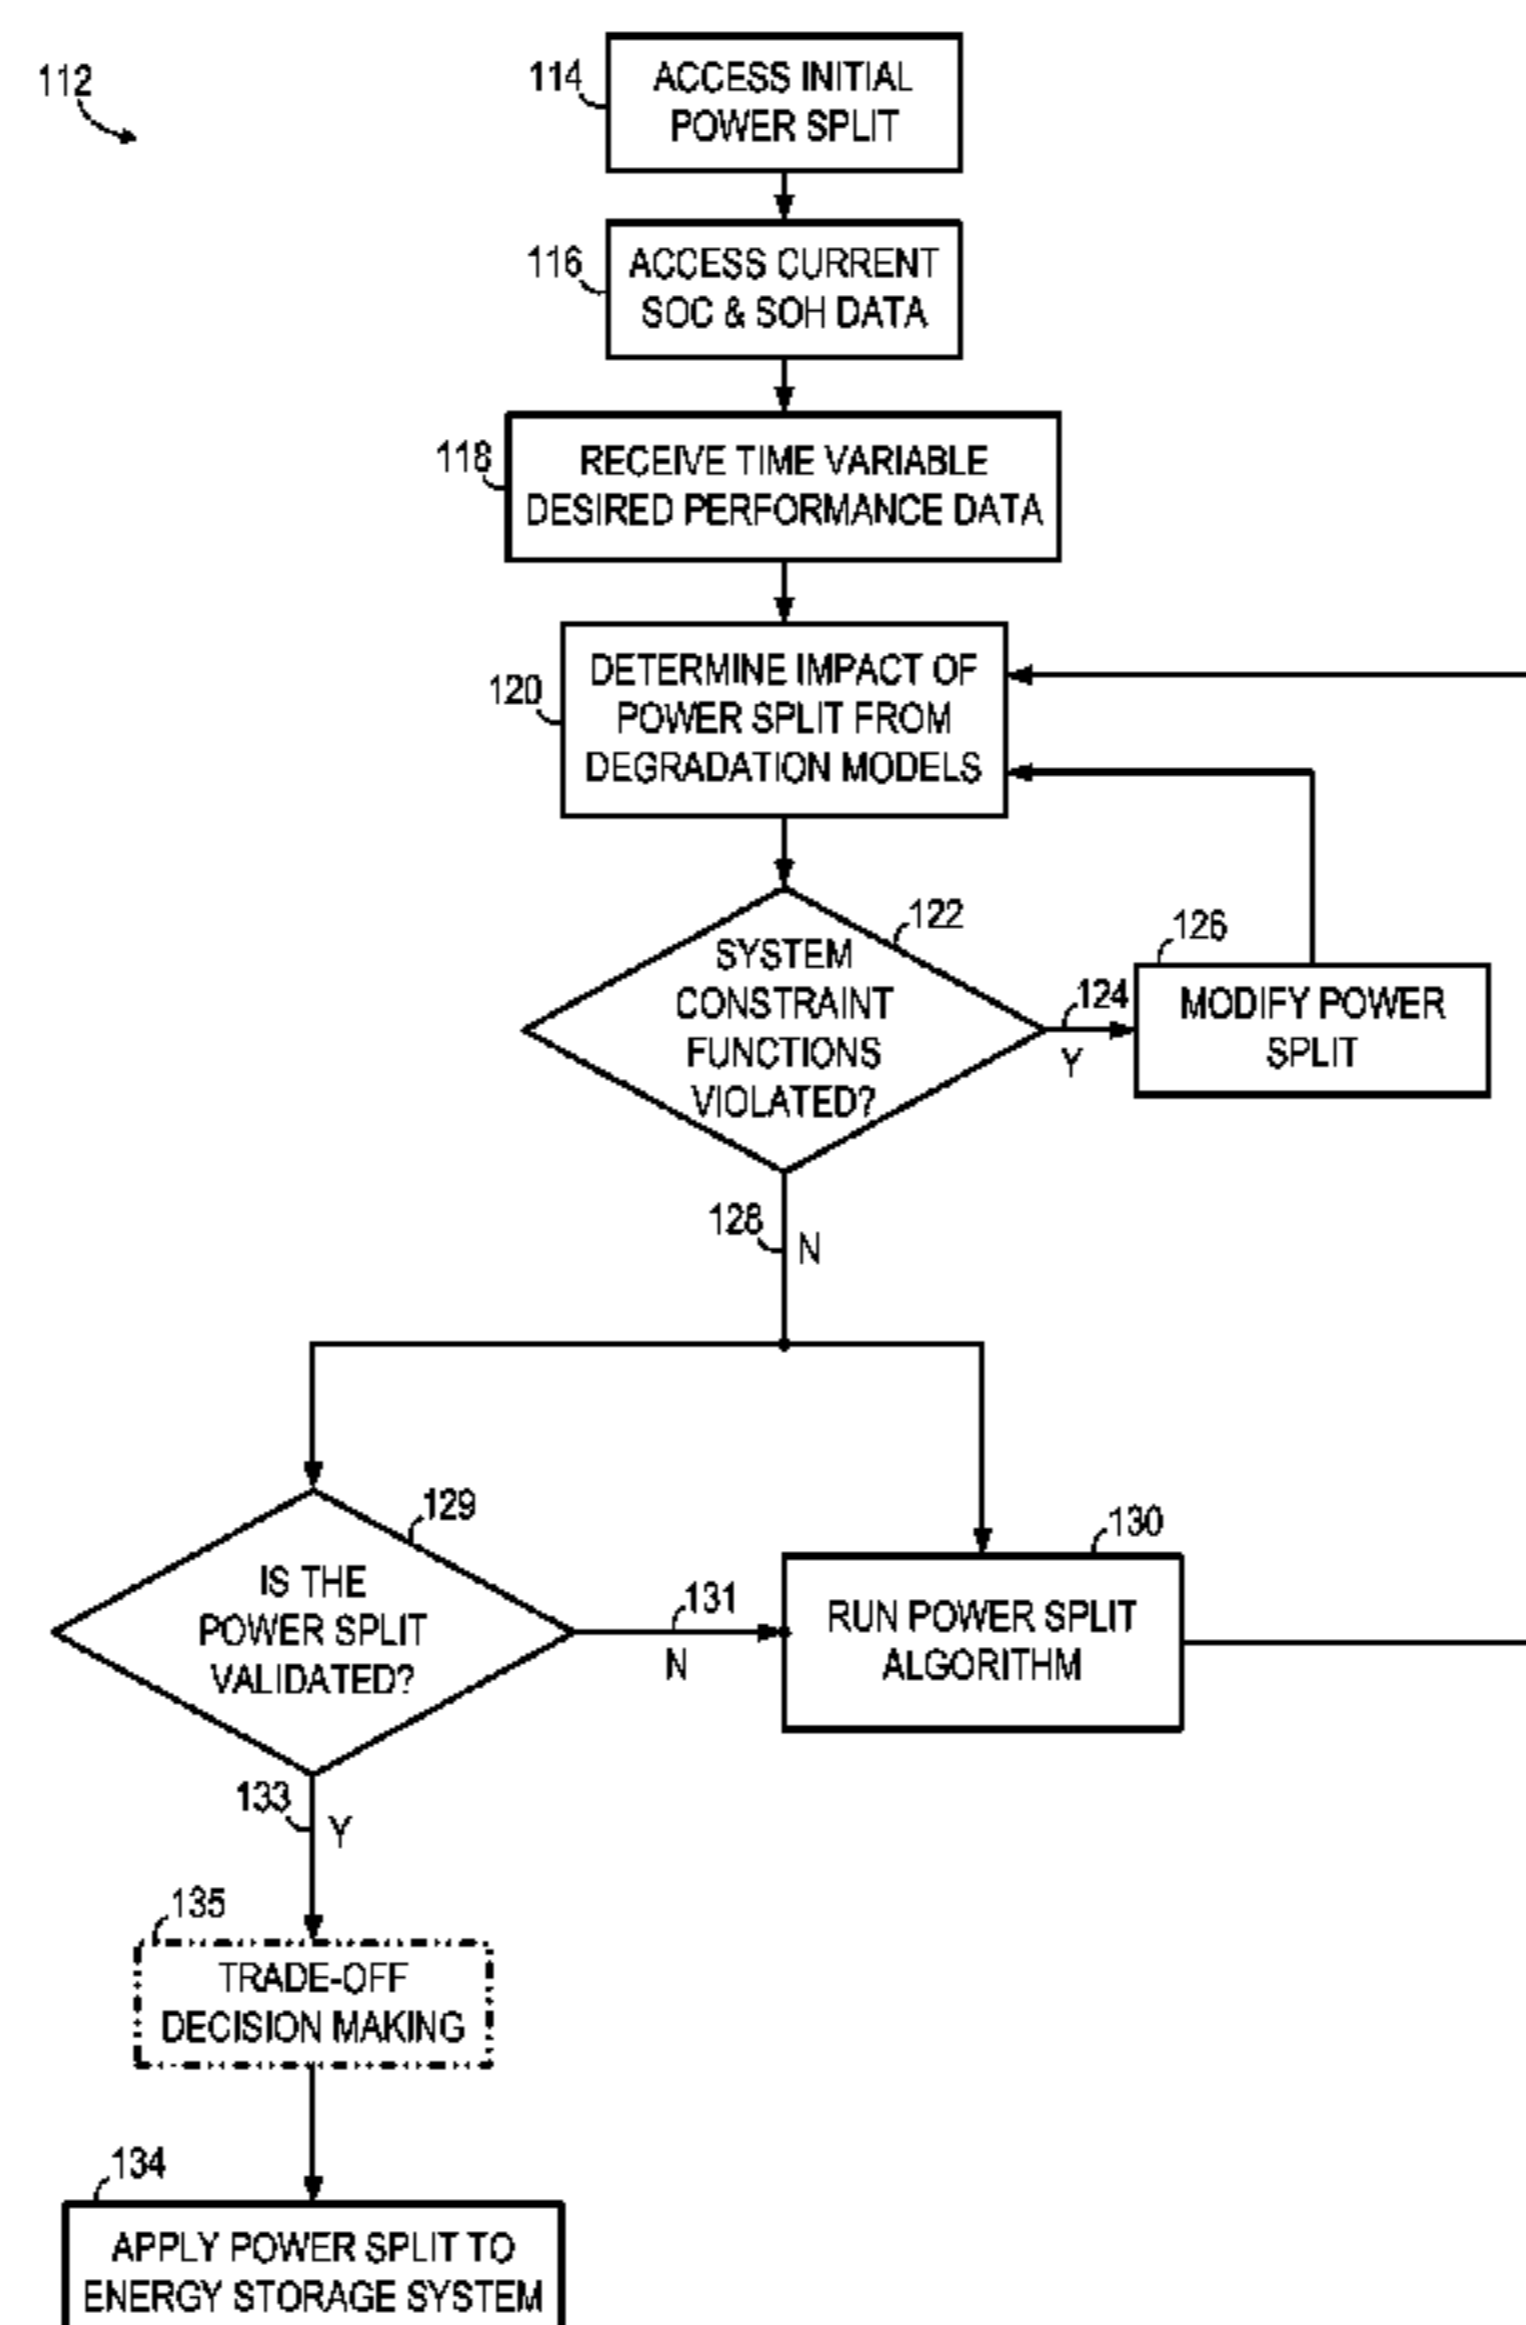 112
114
ACCESS INITIAL
POWER SPLIT
116
ACCESS CURRENT
SOC & SOH DATA
118
RECEIVE TIME VARIABLE
DESIRED PERFORMANCE DATA
120
DETERMINE IMPACT OF
POWER SPLIT FROM
DEGRADATION MODELS
122
SYSTEM
CONSTRAINT
FUNCTIONS
VIOLATED?
124
Y
126
MODIFY POWER
SPLIT
128
N
129
IS THE
POWER SPLIT
VALIDATED?
131
N
130
RUN POWER SPLIT
ALGORITHM
133
Y
135
TRADE-OFF
DECISION MAKING
134
APPLY POWER SPLIT TO
ENERGY STORAGE SYSTEM